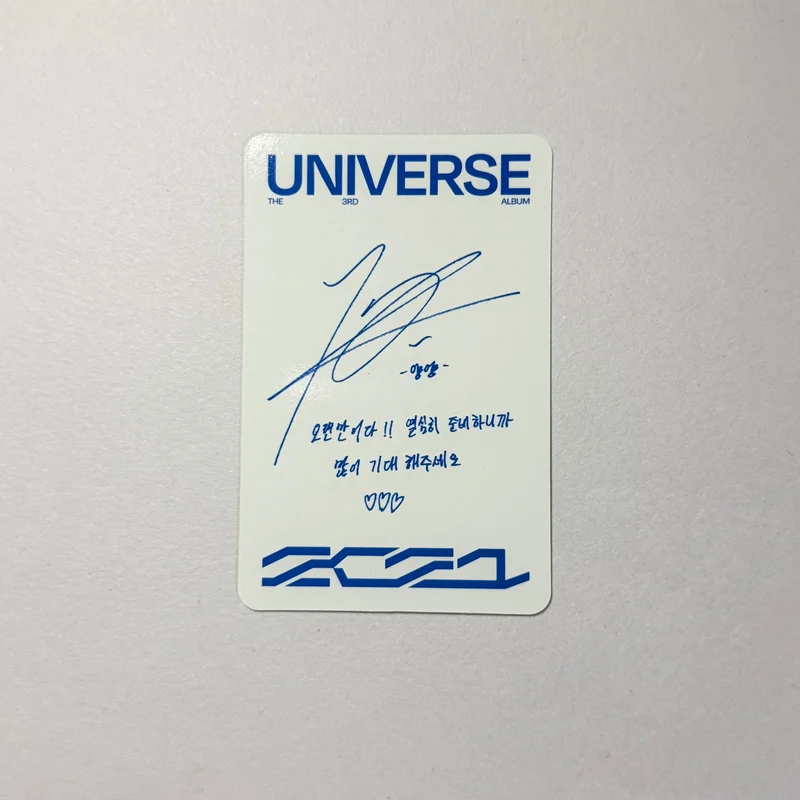 UNIVERSE
THE 3RD ALBUM
-양양-
오랜만이다!! 열심히 준비하니까
많이 기대 해주세요
♡♡♡
2021